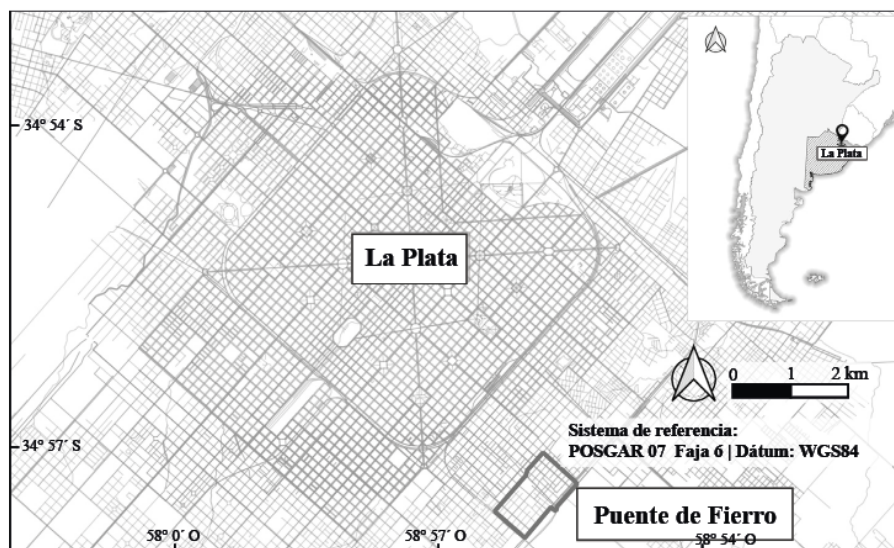 34° 54´ S
La Plata
La Plata
0 1 2 km
Sistema de referencia:
POSGAR 07 Faja 6 | Dátum: WGS84
34° 57´ S
Puente de Fierro
58° 0´ O
58° 57´ O
58° 54´ O